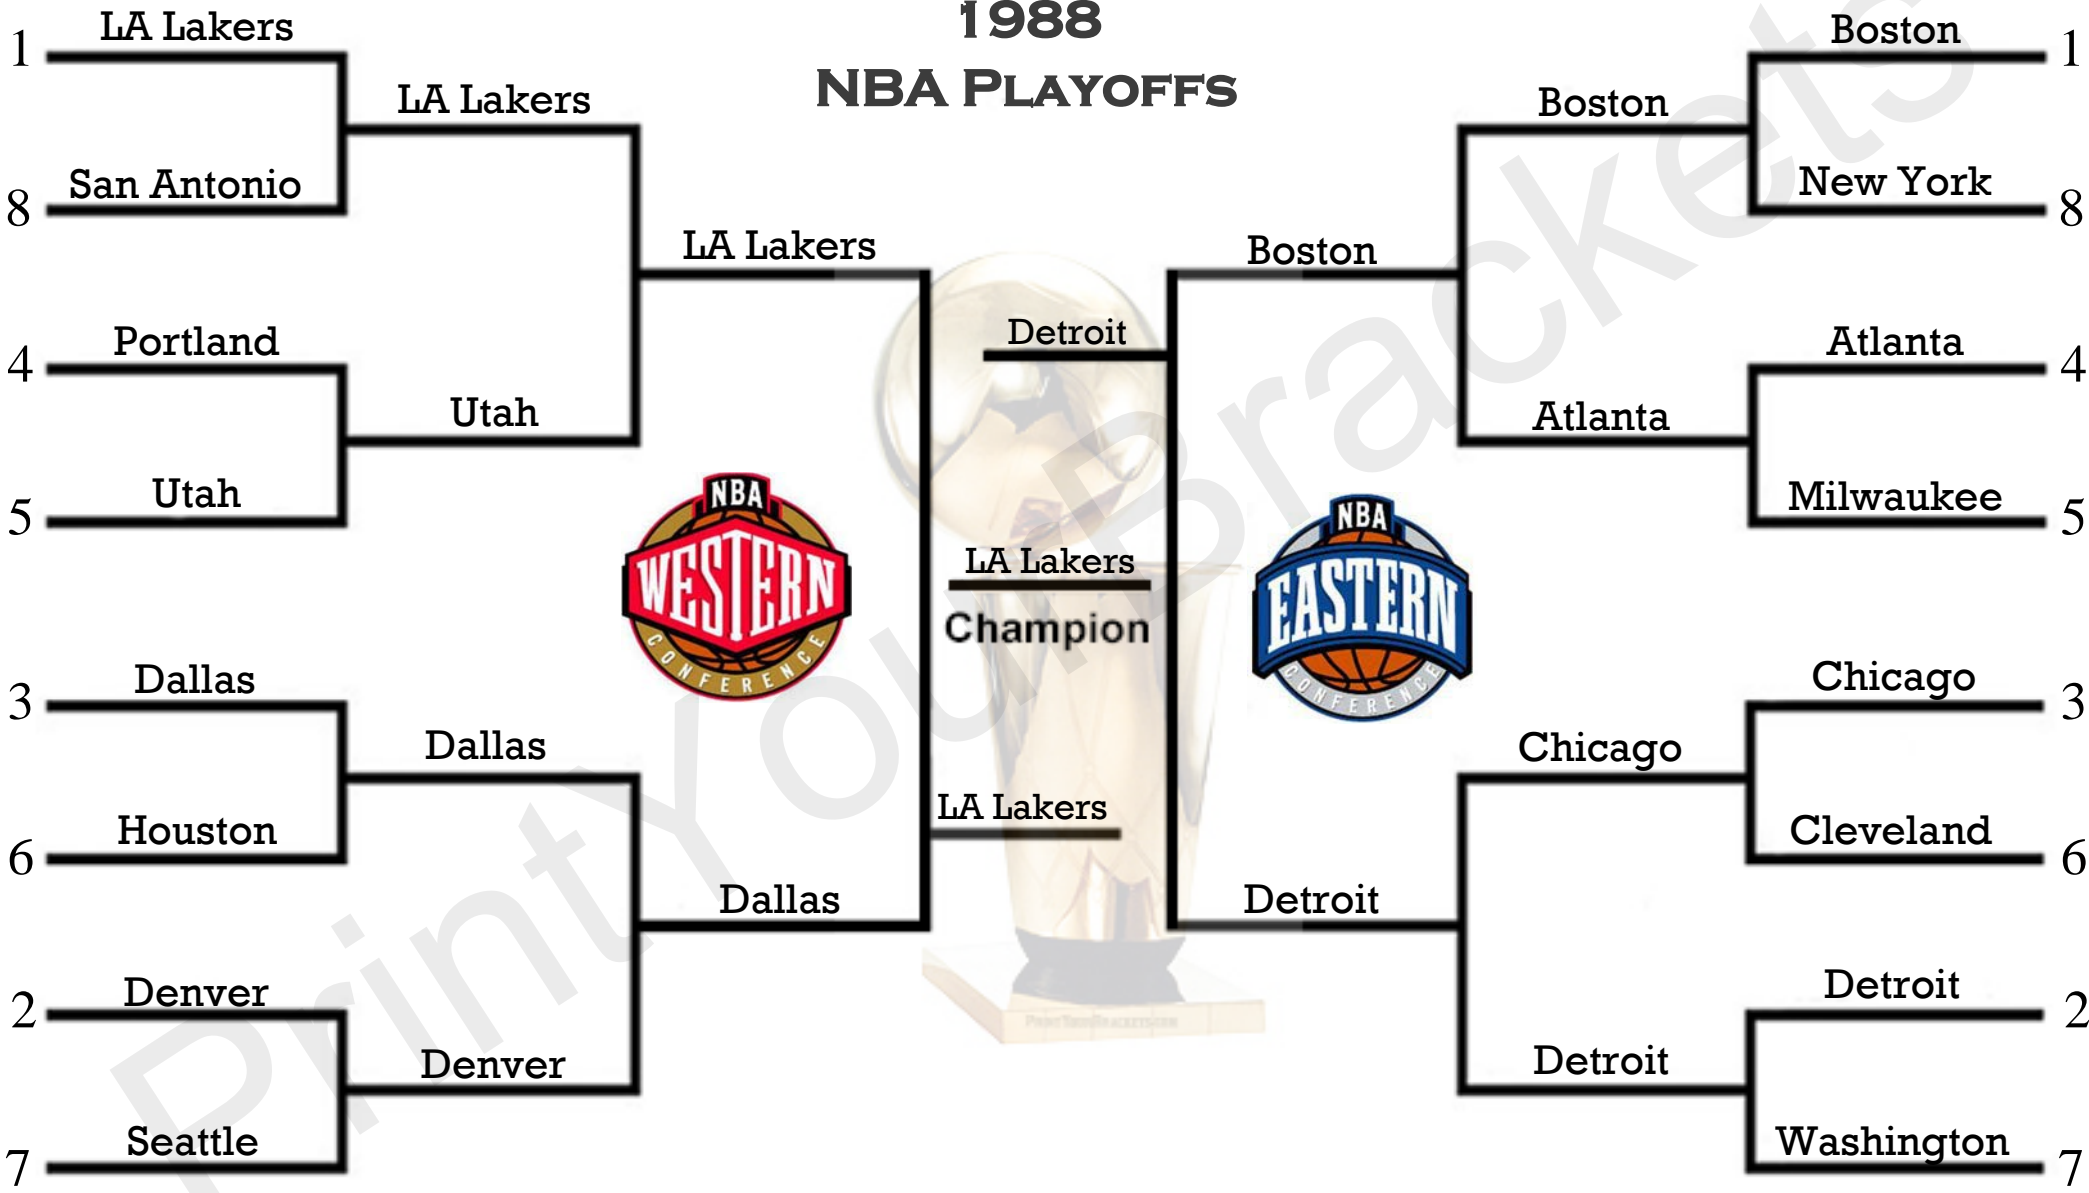 1988
NBA PLAYOFFS
1
LA Lakers
LA Lakers
8
San Antonio
LA Lakers
4
Portland
Utah
5
Utah
3
Dallas
Dallas
6
Houston
Dallas
2
Denver
Denver
7
Seattle
NBA
WESTERN
CONFERENCE
Detroit
LA Lakers
Champion
LA Lakers
Boston
1
Boston
New York
8
Boston
Atlanta
4
Atlanta
Milwaukee
5
NBA
EASTERN
CONFERENCE
Chicago
3
Chicago
Cleveland
6
Detroit
Detroit
2
Detroit
Washington
7
PrintYourBrackets
PRINTYOURBRACKETS.COM